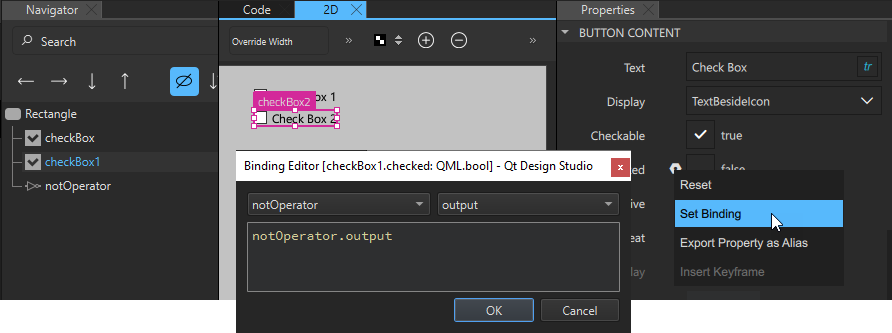 Navigator
Search
Rectangle
checkBox
checkBox1
notOperator
Code
2D
Override Width
»
»
checkBox2
ox 1
Check Box 2
Properties
BUTTON CONTENT
Text
Check Box
tr
Display
TextBesideIcon
Checkable
true
ed
false
ive
eat
lay
Reset
Set Binding
Export Property as Alias
Insert Keyframe
Binding Editor [checkBox1.checked: QML.bool] - Qt Design Studio
x
notOperator
output
notOperator.output
OK
Cancel